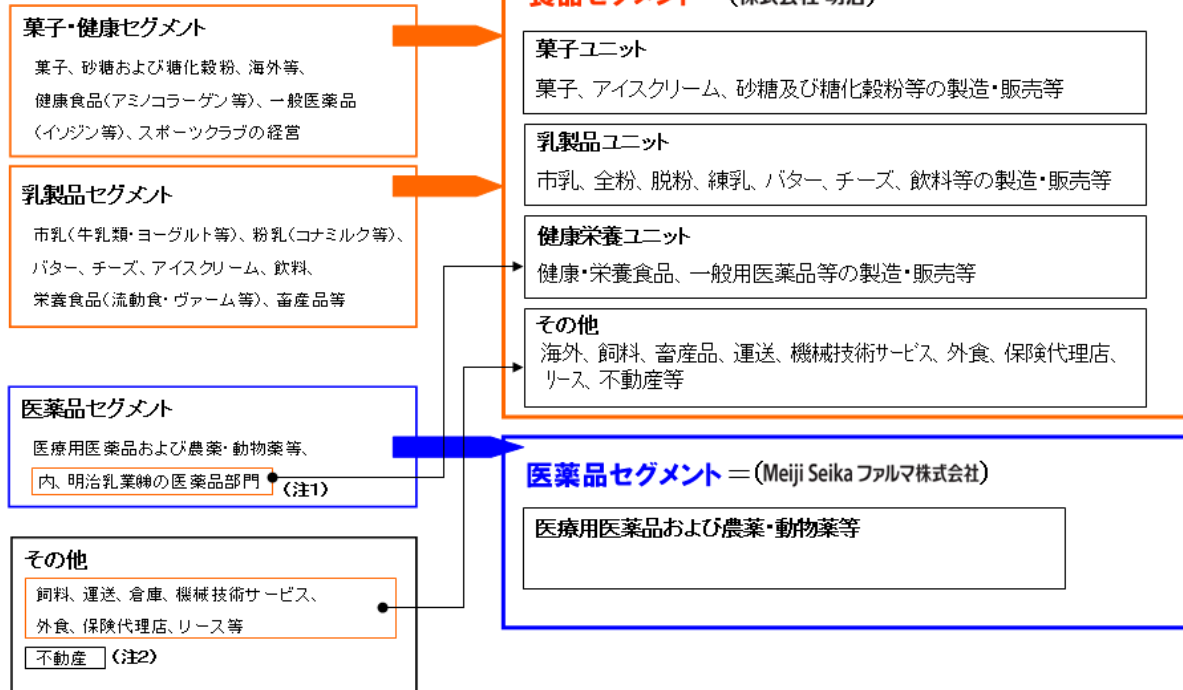 菓子・健康セグメント
菓子、砂糖および糖化穀粉、海外等、
健康食品(アミノコラーゲン等)、一般医薬品
(イソジン等)、スポーツクラブの経営
乳製品セグメント
市乳(牛乳類・ヨーグルト等)、粉乳(コナミルク等)、
バター、チーズ、アイスクリーム、飲料、
栄養食品(流動食・ヴァーム等)、畜産品等
医薬品セグメント
医療用医薬品および農薬・動物薬等、
内、明治乳業㈱の医薬品部門 (注1)
その他
飼料、運送、倉庫、機械技術サービス、
外食、保険代理店、リース等
不動産 (注2)
食品セグメント (株式会社 明治)
菓子ユニット
菓子、アイスクリーム、砂糖及び糖化穀粉等の製造・販売等
乳製品ユニット
市乳、全粉、脱粉、練乳、バター、チーズ、飲料等の製造・販売等
健康栄養ユニット
健康・栄養食品、一般用医薬品等の製造・販売等
その他
海外、飼料、畜産品、運送、機械技術サービス、外食、保険代理店、
リース、不動産等
医薬品セグメント=(Meiji Seika ファルマ株式会社)
医療用医薬品および農薬・動物薬等